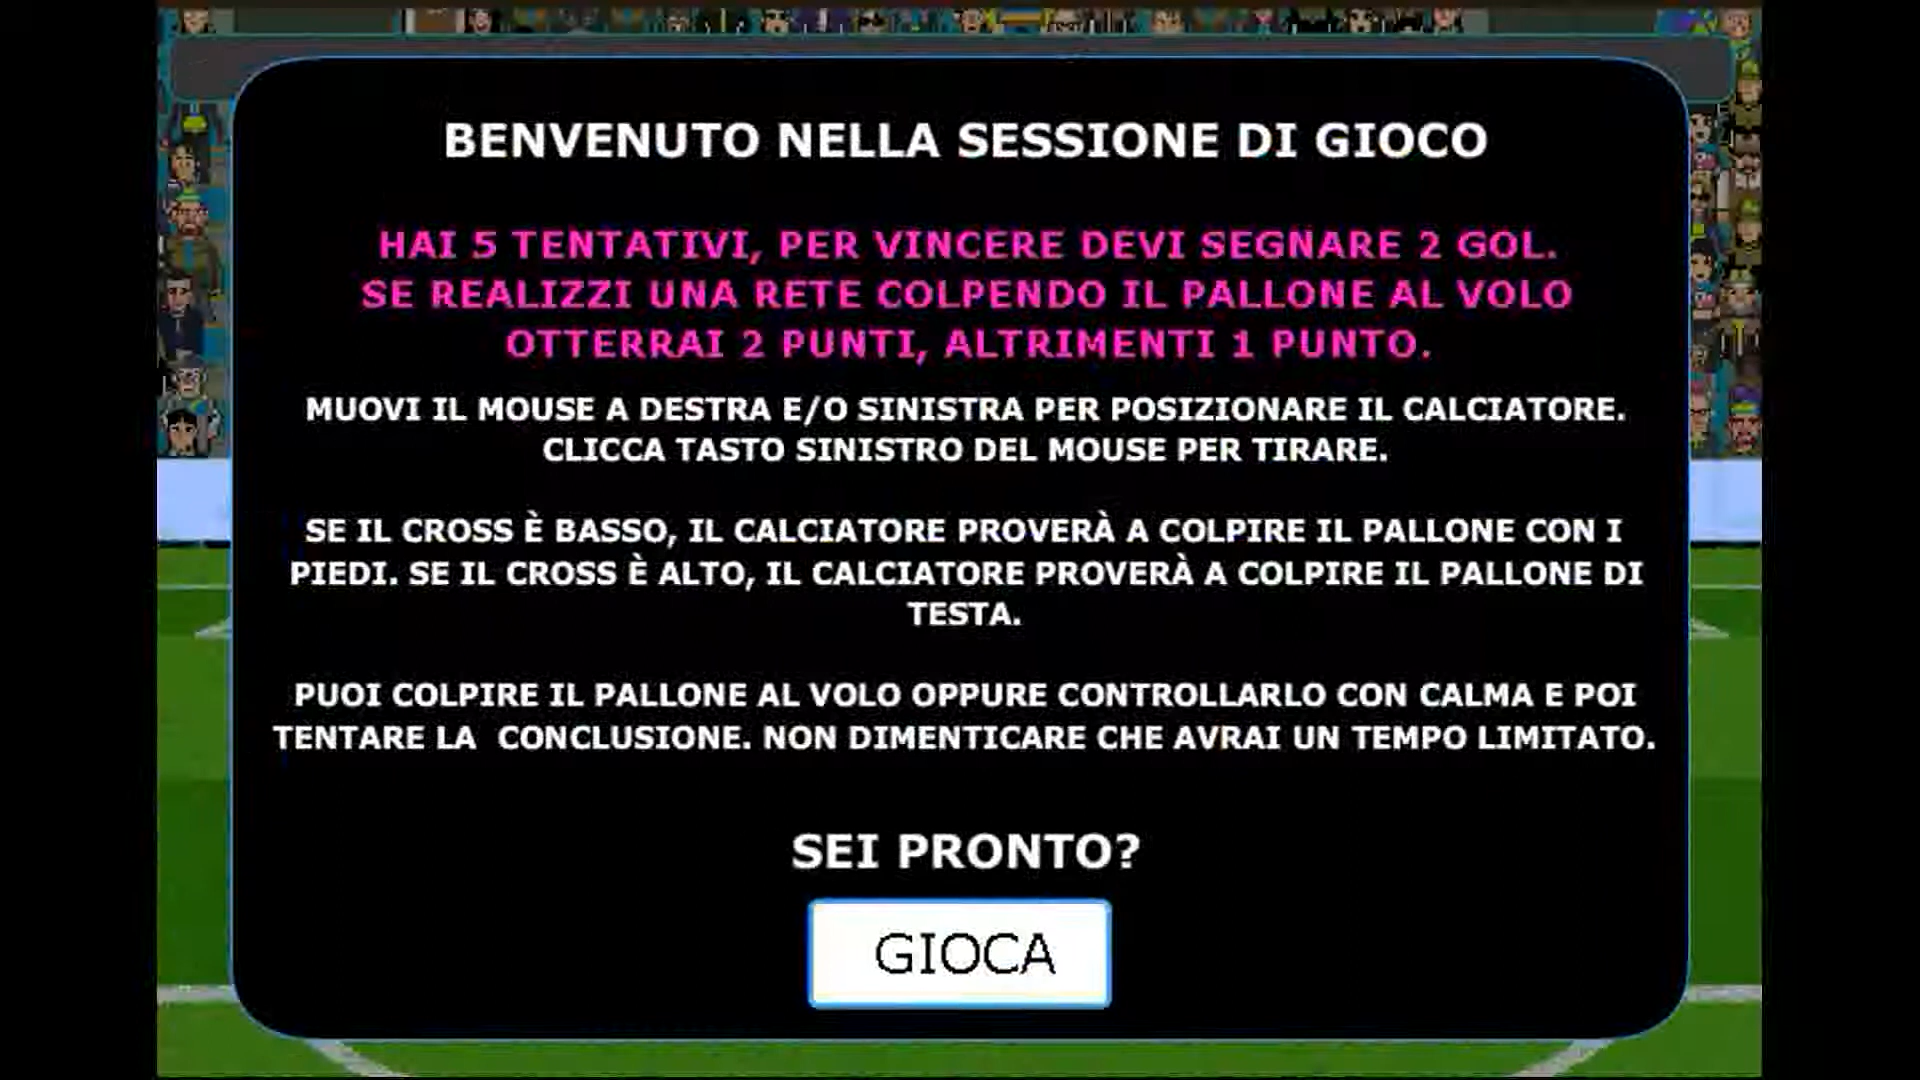 BENVENUTO NELLA SESSIONE DI GIOCO
HAI 5 TENTATIVI, PER VINCERE DEVI SEGNARE 2 GOL.
SE REALIZZI UNA RETE COLPENDO IL PALLONE AL VOLO
OTTERRAI 2 PUNTI, ALTRIMENTI 1 PUNTO.
MUOVI IL MOUSE A DESTRA E/O SINISTRA PER POSIZIONARE IL CALCIATORE.
CLICCA TASTO SINISTRO DEL MOUSE PER TIRARE.
SE IL CROSS È BASSO, IL CALCIATORE PROVERÀ A COLPIRE IL PALLONE CON I
PIEDI. SE IL CROSS È ALTO, IL CALCIATORE PROVERÀ A COLPIRE IL PALLONE DI
TESTA.
PUOI COLPIRE IL PALLONE AL VOLO OPPURE CONTROLLARLO CON CALMA E POI
TENTARE LA CONCLUSIONE. NON DIMENTICARE CHE AVRAI UN TEMPO LIMITATO.
SEI PRONTO?
GIOCA